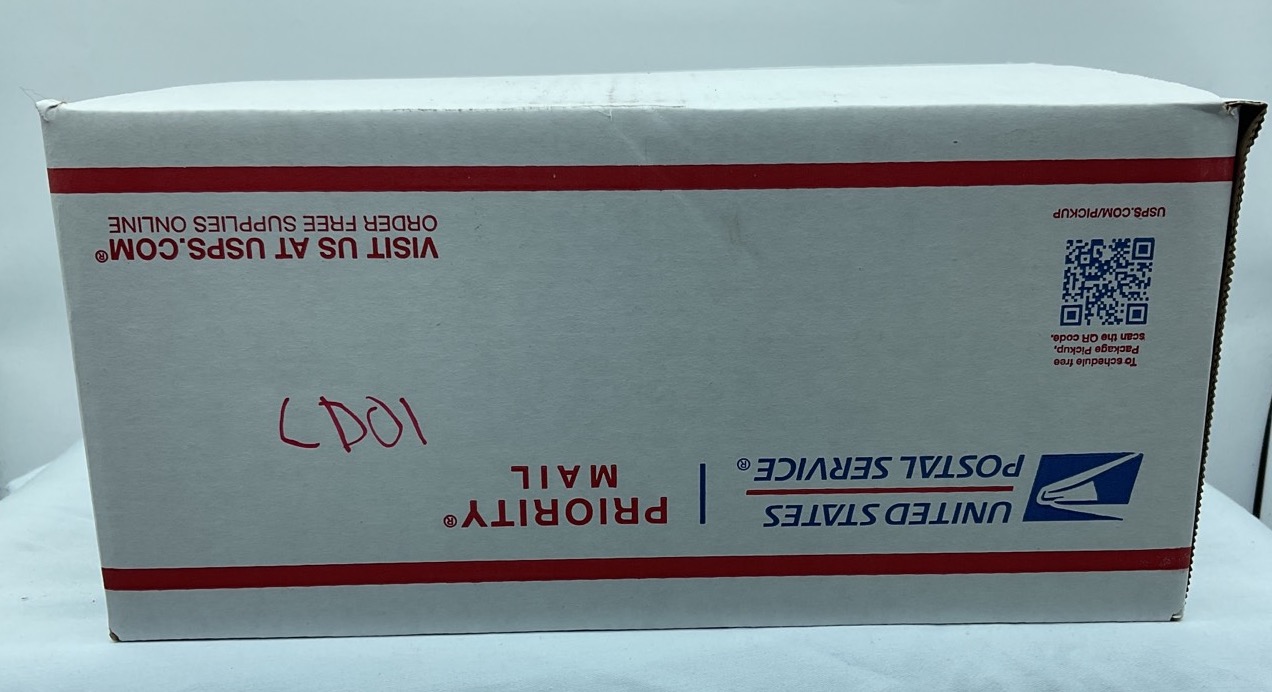 UNITED STATES
POSTAL SERVICE®
PRIORITY®
MAIL
LD01
To schedule free
Package Pickup,
scan the QR code.
USPS.COM/PICKUP
VISIT US AT USPS.COM®
ORDER FREE SUPPLIES ONLINE